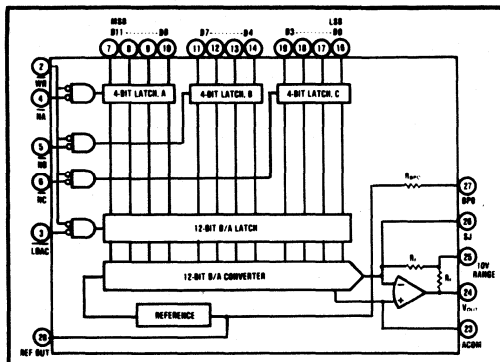 MSB LSB
D11 D8 D7 D4 D3 D0
7 8 9 10 11 12 13 14 19 18 17 16
2
WR
4
NA
4-BIT LATCH, A 4-BIT LATCH, B 4-BIT LATCH, C
5
NB
6
NC
3
LDAC
12-BIT D/A LATCH
12-BIT D/A CONVERTER
REFERENCE
28
REF OUT
27
BPO
26
SJ
25
10V
RANGE
24
VOUT
23
ACOM